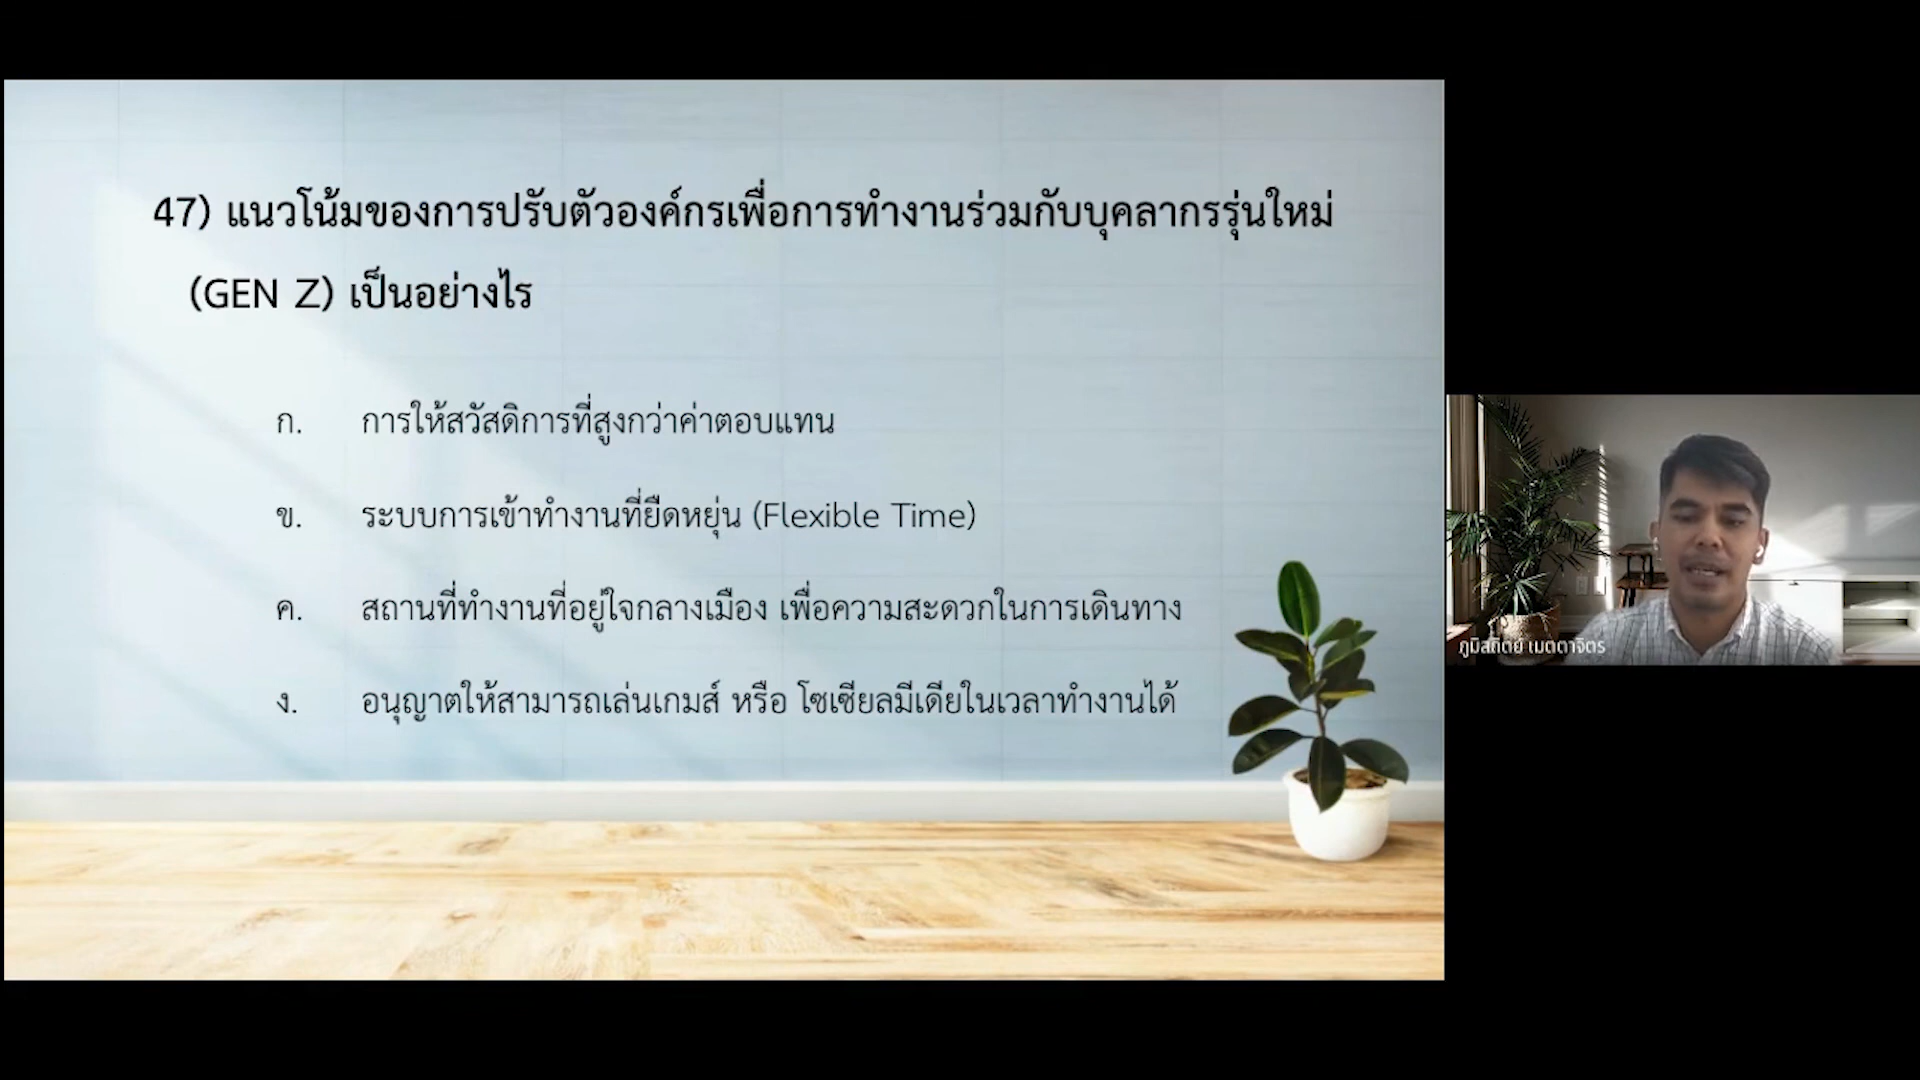 47) แนวโน้มของการปรับตัวองค์กรเพื่อการทำงานร่วมกับบุคลากรรุ่นใหม่
(GEN Z) เป็นอย่างไร
ก. การให้สวัสดิการที่สูงกว่าค่าตอบแทน
ข. ระบบการเข้าทำงานที่ยืดหยุ่น (Flexible Time)
ค. สถานที่ทำงานที่อยู่ใจกลางเมือง เพื่อความสะดวกในการเดินทาง
ง. อนุญาตให้สามารถเล่นเกมส์ หรือ โซเซียลมีเดียในเวลาทำงานได้
ภูมิสถิตย์ เมตตาจิตร